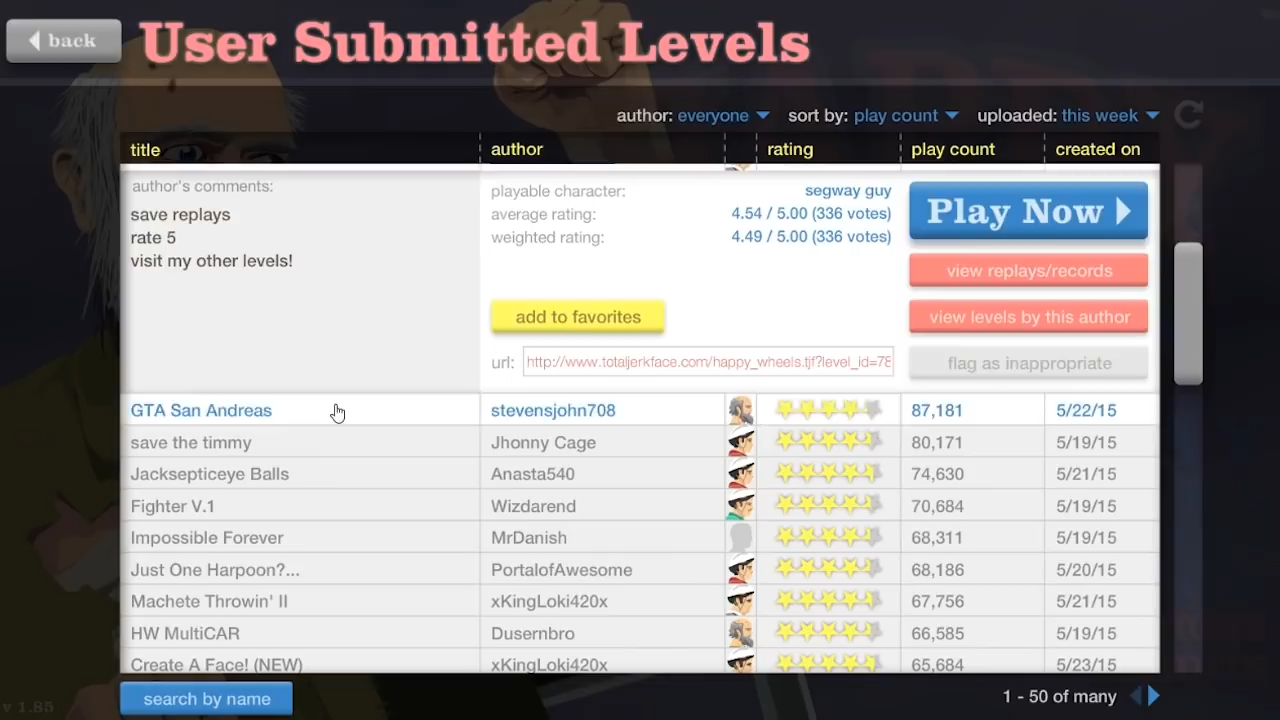 back
User Submitted Levels
author: everyone sort by: play count uploaded: this week
title author rating play count created on
author's comments:
save replays
rate 5
visit my other levels!
playable character: segway guy
average rating: 4.54 / 5.00 (336 votes)
weighted rating: 4.49 / 5.00 (336 votes)
add to favorites
url: http://www.totaljerkface.com/happy_wheels.tjf?level_id=78
Play Now
view replays/records
view levels by this author
flag as inappropriate
GTA San Andreas stevensjohn708 87,181 5/22/15
save the timmy Jhonny Cage 80,171 5/19/15
Jacksepticeye Balls Anasta540 74,630 5/21/15
Fighter V.1 Wizdarend 70,684 5/19/15
Impossible Forever MrDanish 68,311 5/19/15
Just One Harpoon?... PortalofAwesome 68,186 5/20/15
Machete Throwin' II xKingLoki420x 67,756 5/21/15
HW MultiCAR Dusernbro 66,585 5/19/15
Create A Face! (NEW) xKingLoki420x 65,684 5/23/15
search by name
1 - 50 of many
v 1.85